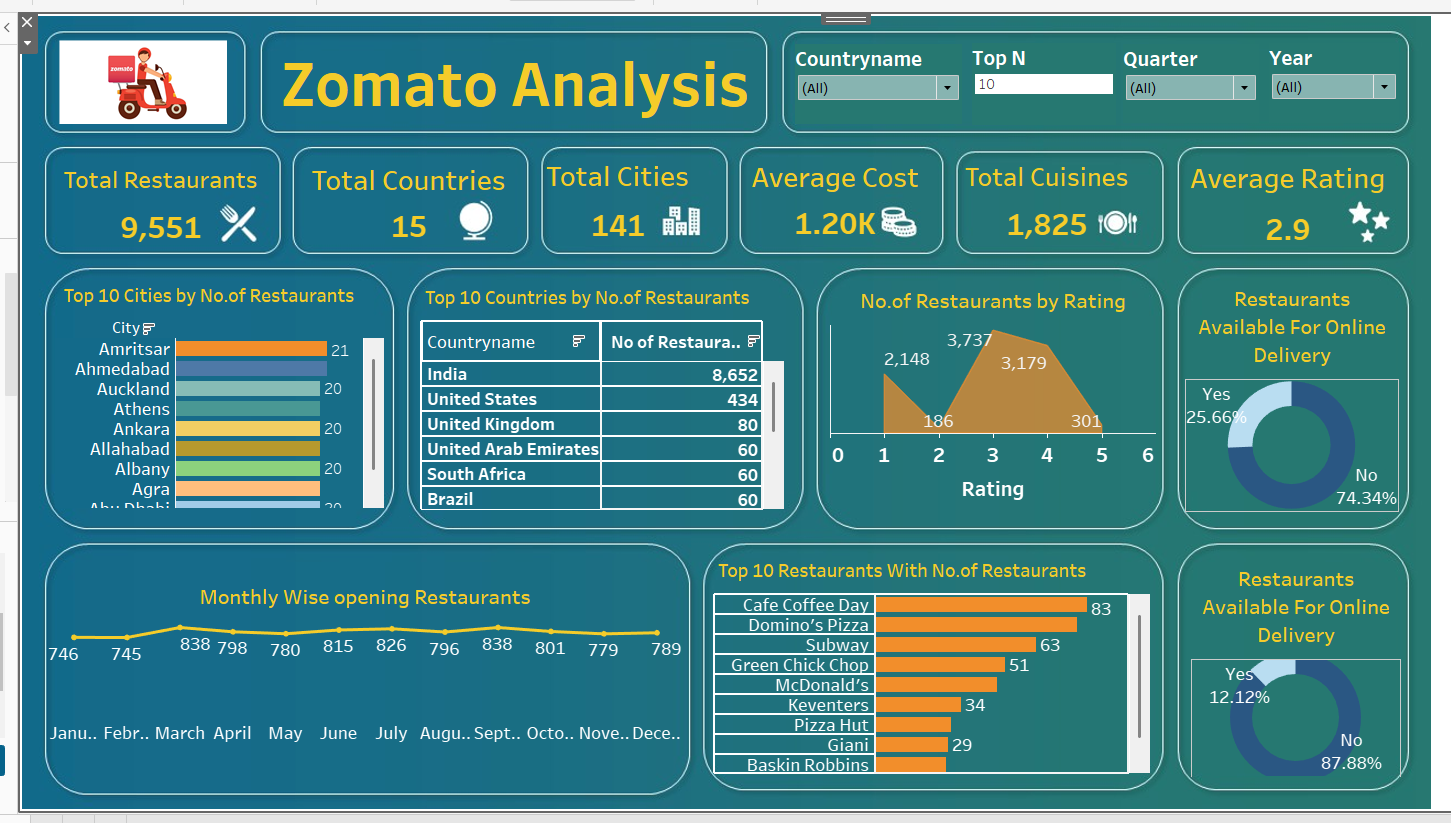 zomato
Zomato Analysis
Countryname
(All)
Top N
10
Quarter
(All)
Year
(All)
Total Restaurants
9,551
Total Countries
15
Total Cities
141
Average Cost
1.20K
Total Cuisines
1,825
Average Rating
2.9
Top 10 Cities by No.of Restaurants
City
Amritsar 21
Ahmedabad
Auckland 20
Athens
Ankara 20
Allahabad
Albany 20
Agra
Abu Dhabi 20
Top 10 Countries by No.of Restaurants
Countryname No of Restaura..
India 8,652
United States 434
United Kingdom 80
United Arab Emirates 60
South Africa 60
Brazil 60
No.of Restaurants by Rating
3,737
2,148
3,179
186
301
0 1 2 3 4 5 6
Rating
Restaurants
Available For Online
Delivery
Yes
25.66%
No
74.34%
Monthly Wise opening Restaurants
746 745 838 798 780 815 826 796 838 801 779 789
Janu.. Febr.. March April May June July Augu.. Sept.. Octo.. Nove.. Dece..
Top 10 Restaurants With No.of Restaurants
Cafe Coffee Day 83
Domino’s Pizza
Subway 63
Green Chick Chop 51
McDonald’s
Keventers 34
Pizza Hut
Giani 29
Baskin Robbins
Restaurants
Available For Online
Delivery
Yes
12.12%
No
87.88%